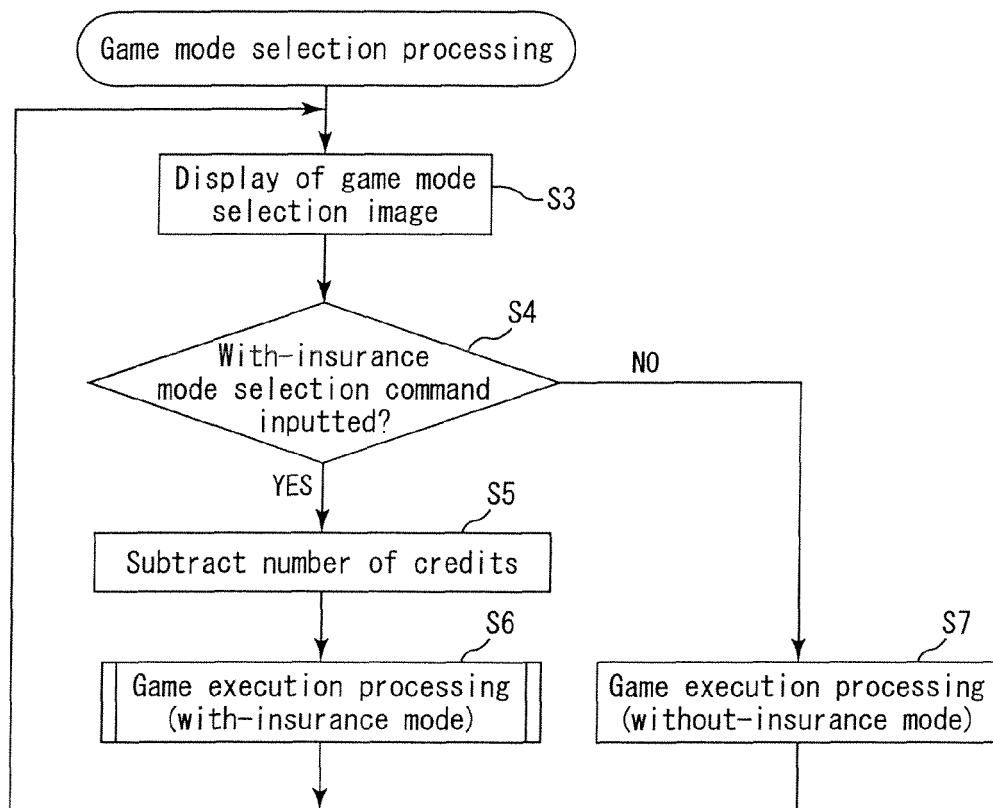 Game mode selection processing
Display of game mode
selection image
S3
S4
With-insurance
mode selection command
inputted?
NO
YES
S5
Subtract number of credits
S6
Game execution processing
(with-insurance mode)
S7
Game execution processing
(without-insurance mode)